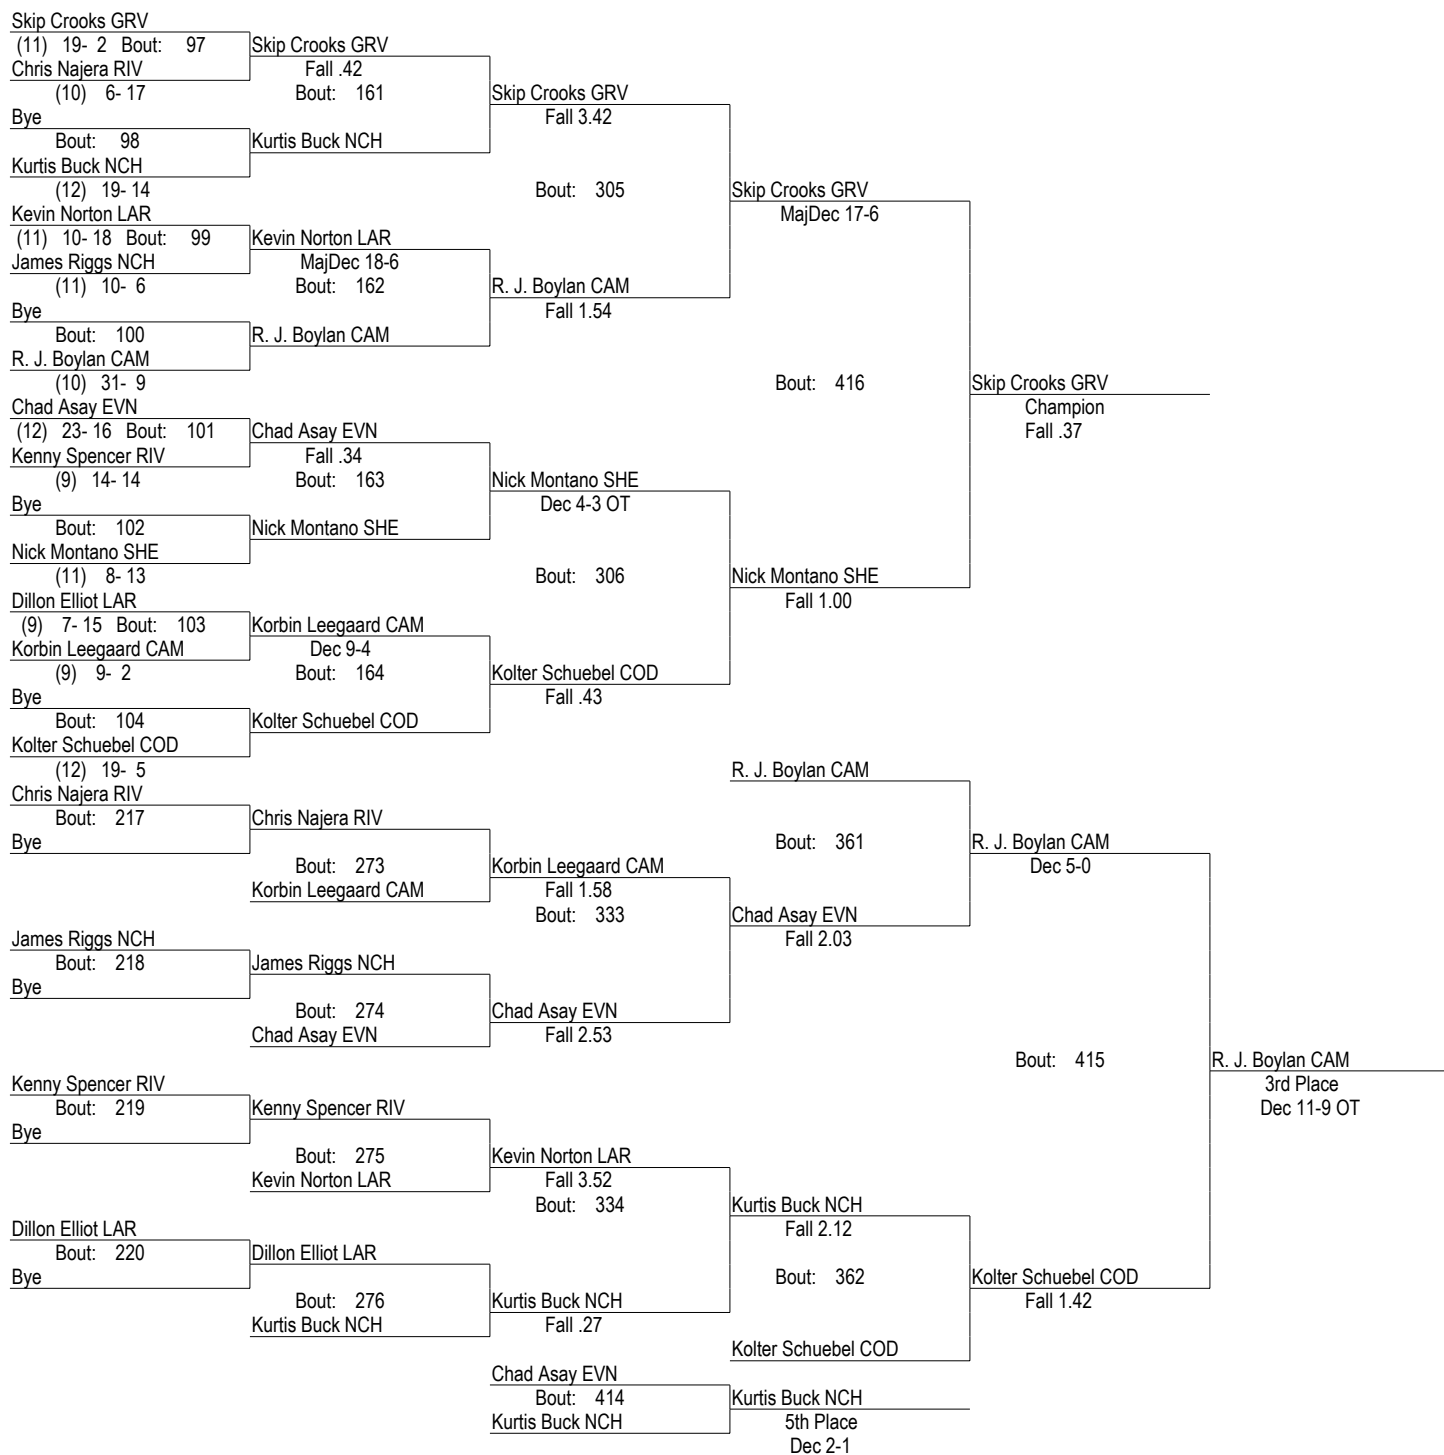 Skip Crooks GRV
(11) 19- 2 Bout: 97
Skip Crooks GRV
Chris Najera RIV
Fall .42
(10) 6- 17
Bout: 161
Skip Crooks GRV
Bye
Fall 3.42
Bout: 98
Kurtis Buck NCH
Kurtis Buck NCH
(12) 19- 14
Bout: 305
Skip Crooks GRV
Kevin Norton LAR
MajDec 17-6
(11) 10- 18 Bout: 99
Kevin Norton LAR
James Riggs NCH
MajDec 18-6
(11) 10- 6
Bout: 162
R. J. Boylan CAM
Bye
Fall 1.54
Bout: 100
R. J. Boylan CAM
R. J. Boylan CAM
(10) 31- 9
Bout: 416
Skip Crooks GRV
Chad Asay EVN
Champion
(12) 23- 16 Bout: 101
Chad Asay EVN
Fall .37
Kenny Spencer RIV
Fall .34
(9) 14- 14
Bout: 163
Nick Montano SHE
Bye
Dec 4-3 OT
Bout: 102
Nick Montano SHE
Nick Montano SHE
(11) 8- 13
Bout: 306
Nick Montano SHE
Dillon Elliot LAR
Fall 1.00
(9) 7- 15 Bout: 103
Korbin Leegaard CAM
Korbin Leegaard CAM
Dec 9-4
(9) 9- 2
Bout: 164
Kolter Schuebel COD
Bye
Fall .43
Bout: 104
Kolter Schuebel COD
Kolter Schuebel COD
(12) 19- 5
R. J. Boylan CAM
Chris Najera RIV
Bout: 217
Chris Najera RIV
Bye
Bout: 361
R. J. Boylan CAM
Bout: 273
Korbin Leegaard CAM
Dec 5-0
Korbin Leegaard CAM
Fall 1.58
Bout: 333
Chad Asay EVN
James Riggs NCH
Fall 2.03
Bout: 218
James Riggs NCH
Bye
Bout: 274
Chad Asay EVN
Chad Asay EVN
Fall 2.53
Bout: 415
R. J. Boylan CAM
Kenny Spencer RIV
3rd Place
Bout: 219
Kenny Spencer RIV
Dec 11-9 OT
Bye
Bout: 275
Kevin Norton LAR
Kevin Norton LAR
Fall 3.52
Bout: 334
Kurtis Buck NCH
Dillon Elliot LAR
Fall 2.12
Bout: 220
Dillon Elliot LAR
Bye
Bout: 362
Kolter Schuebel COD
Bout: 276
Kurtis Buck NCH
Fall 1.42
Kurtis Buck NCH
Fall .27
Kolter Schuebel COD
Chad Asay EVN
Bout: 414
Kurtis Buck NCH
Kurtis Buck NCH
5th Place
Dec 2-1